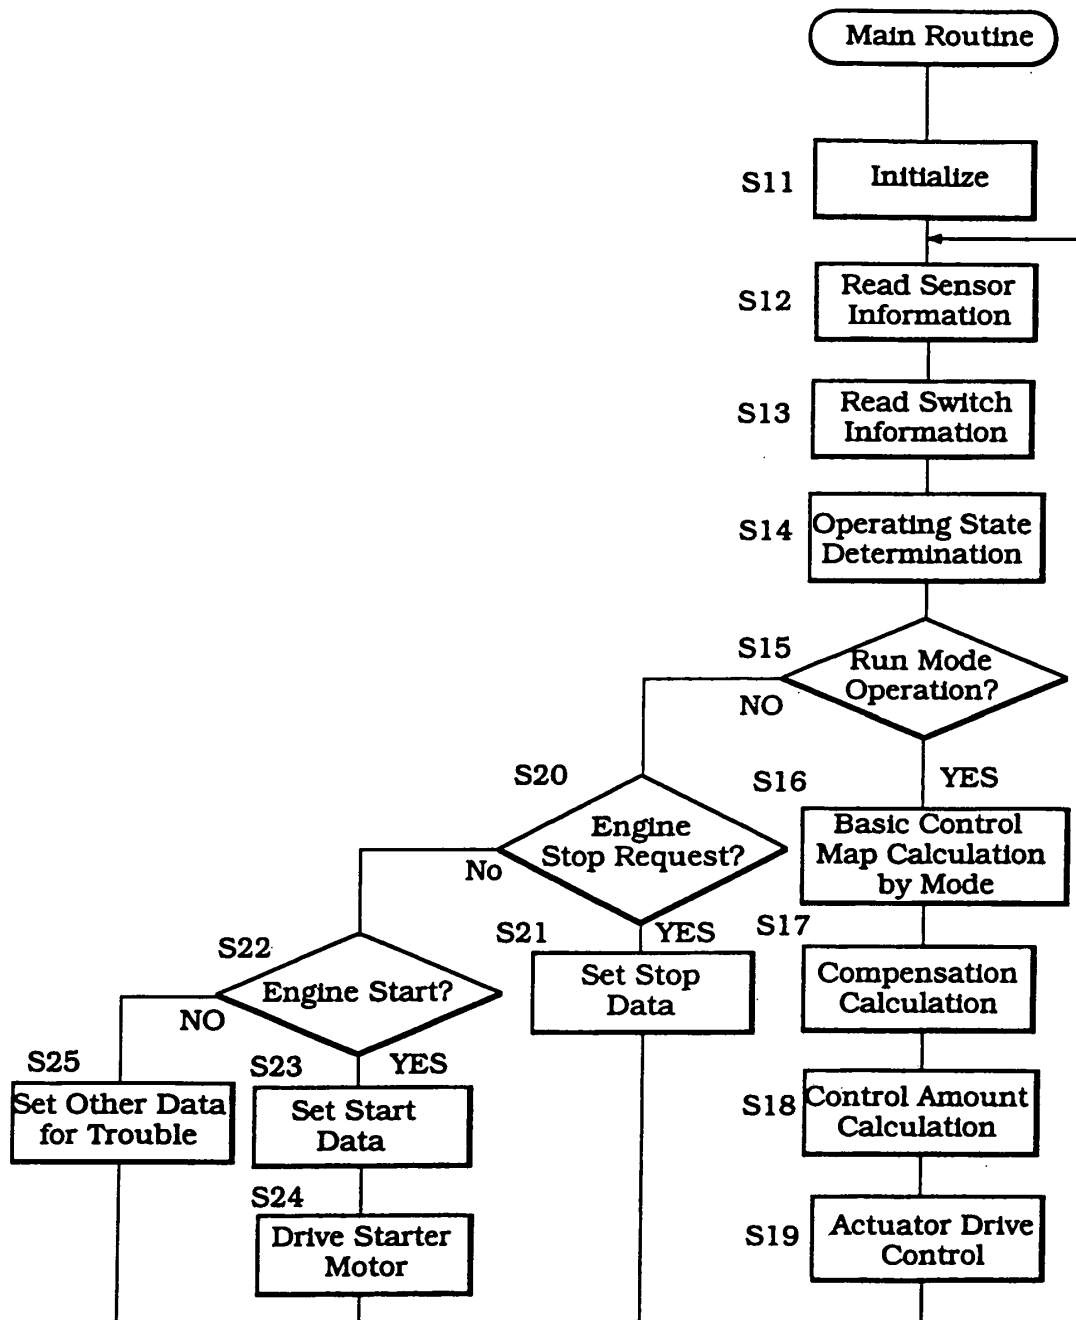 Main Routine
S11
Initialize
S12
Read Sensor
Information
S13
Read Switch
Information
S14
Operating State
Determination
S15
Run Mode
Operation?
NO
YES
S16
Basic Control
Map Calculation
by Mode
S17
Compensation
Calculation
S18
Control Amount
Calculation
S19
Actuator Drive
Control
S20
Engine
Stop Request?
No
YES
S21
Set Stop
Data
S22
Engine Start?
NO
YES
S23
Set Start
Data
S24
Drive Starter
Motor
S25
Set Other Data
for Trouble